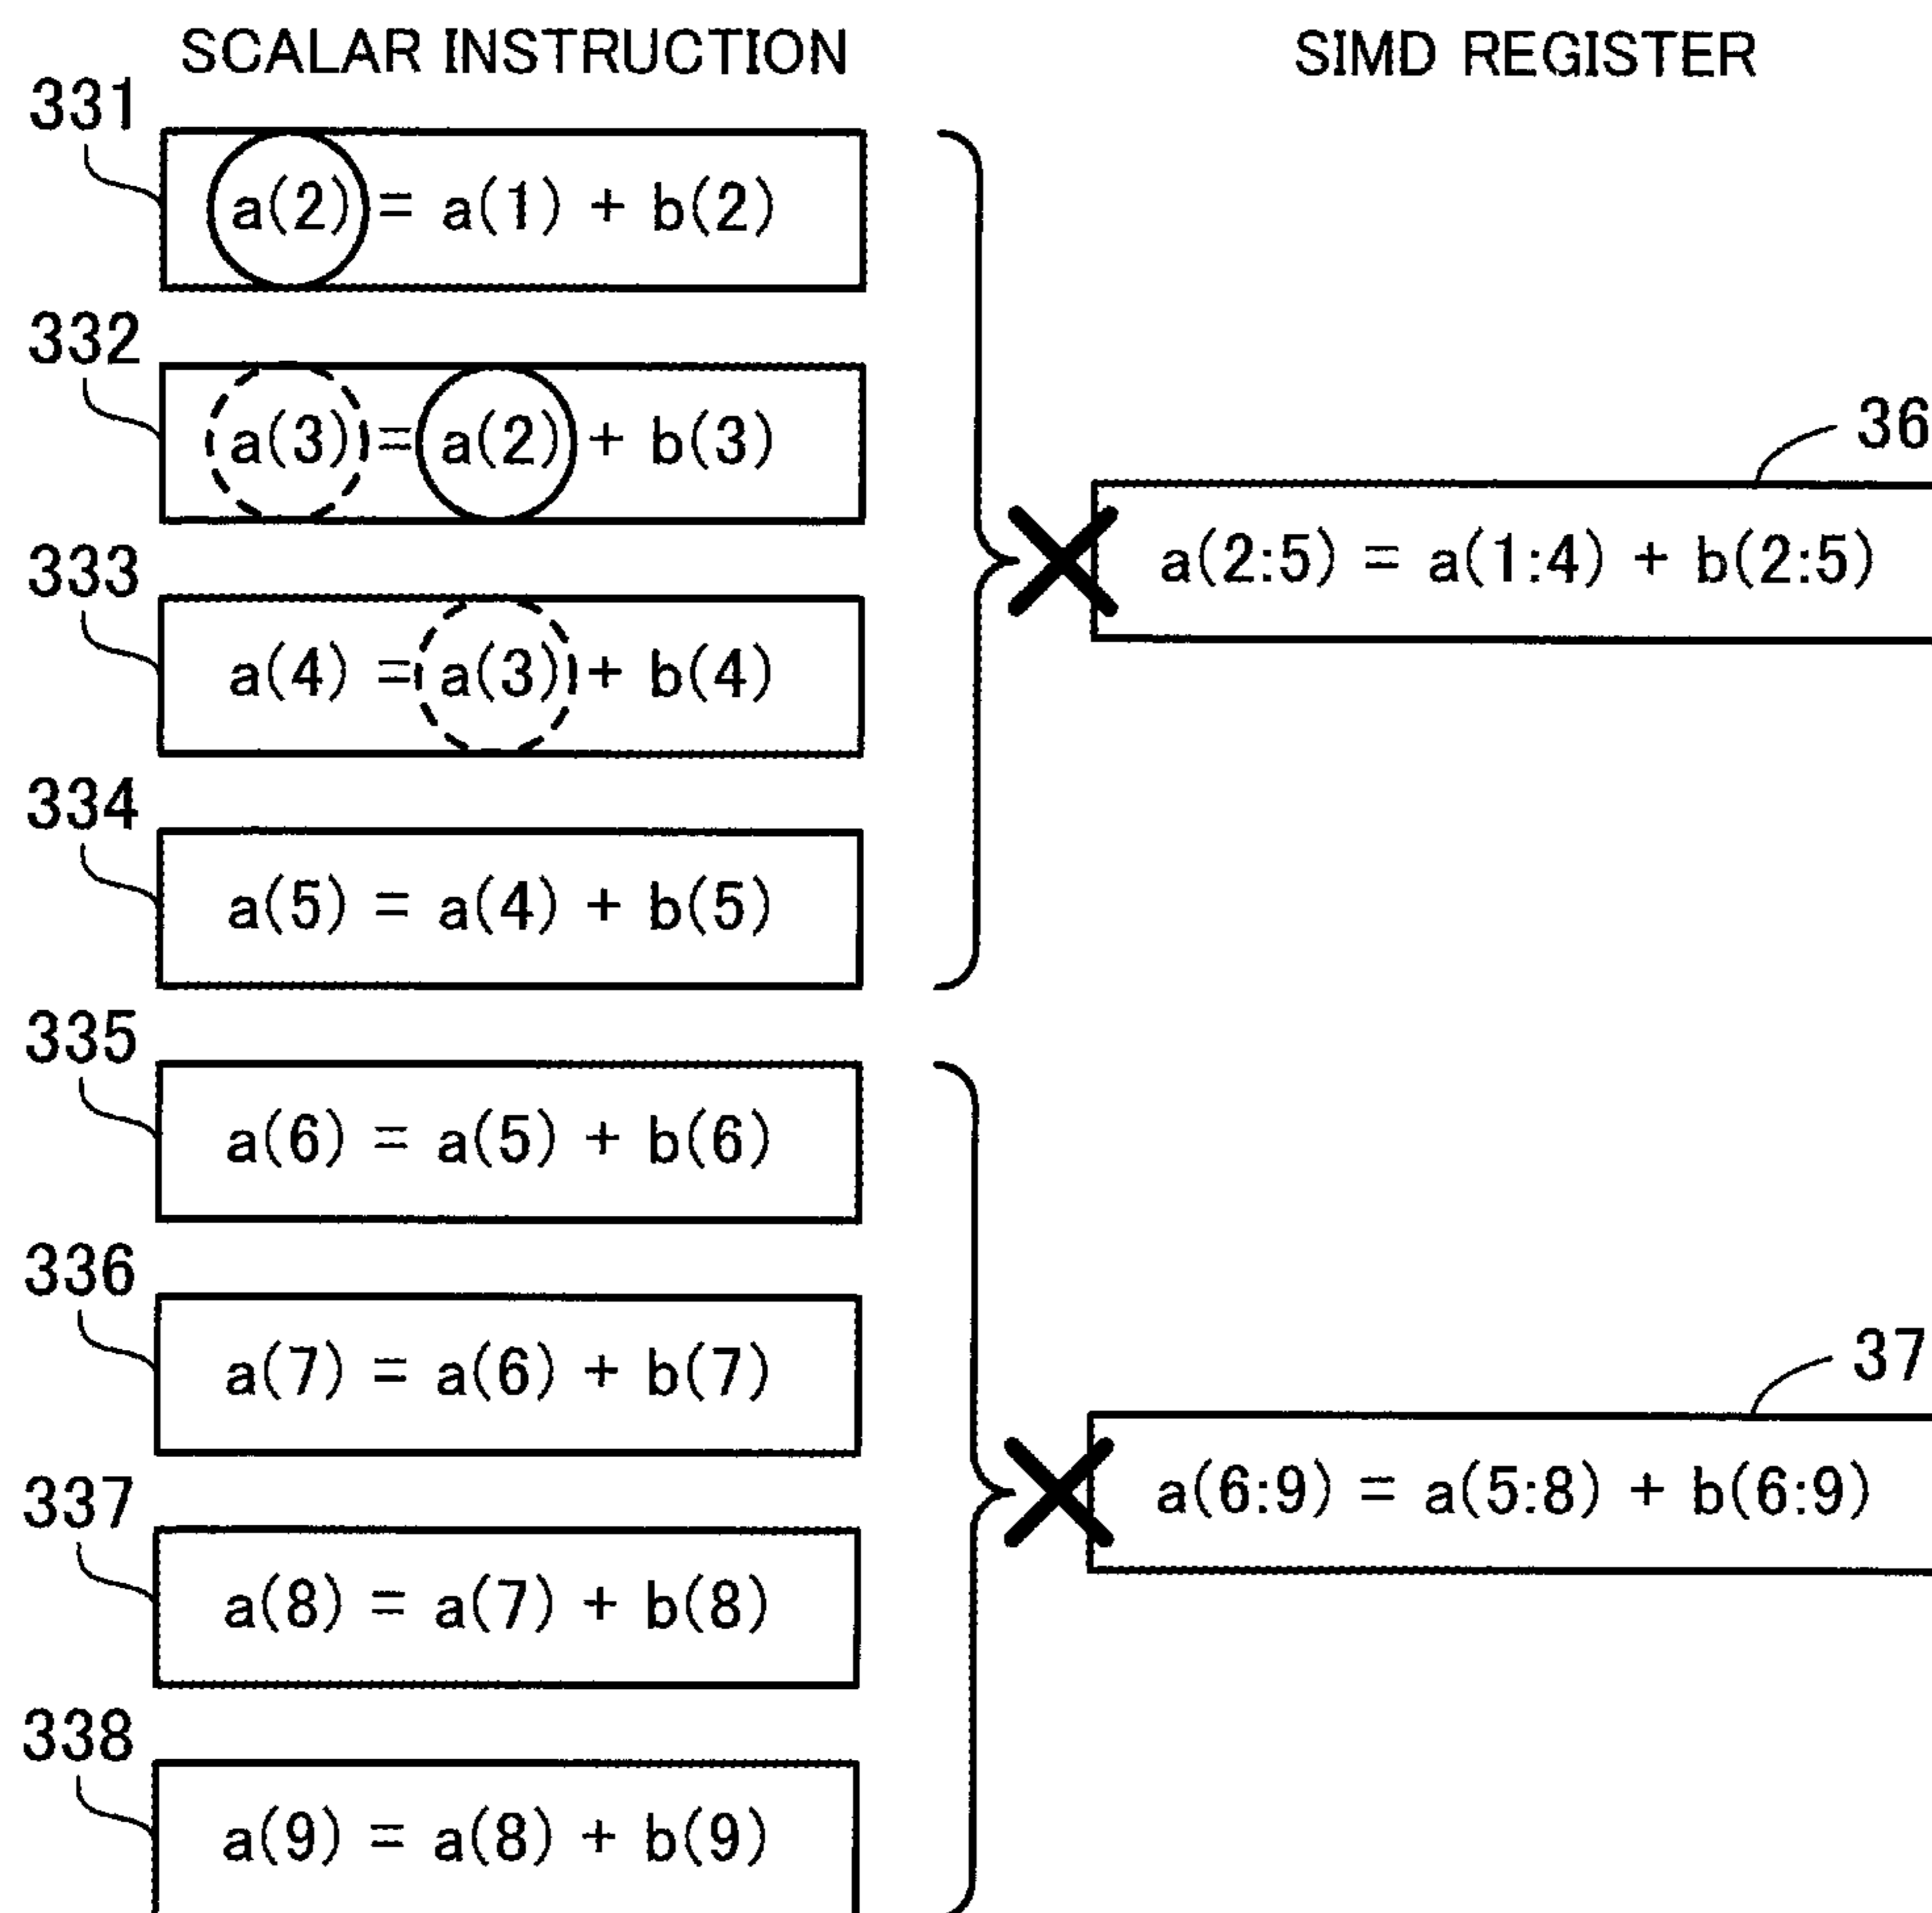 SCALAR INSTRUCTION
SIMD REGISTER
331
a(2) = a(1) + b(2)
332
a(3) = a(2) + b(3)
36
a(2:5) = a(1:4) + b(2:5)
333
a(4) = a(3) + b(4)
334
a(5) = a(4) + b(5)
335
a(6) = a(5) + b(6)
336
a(7) = a(6) + b(7)
37
a(6:9) = a(5:8) + b(6:9)
337
a(8) = a(7) + b(8)
338
a(9) = a(8) + b(9)